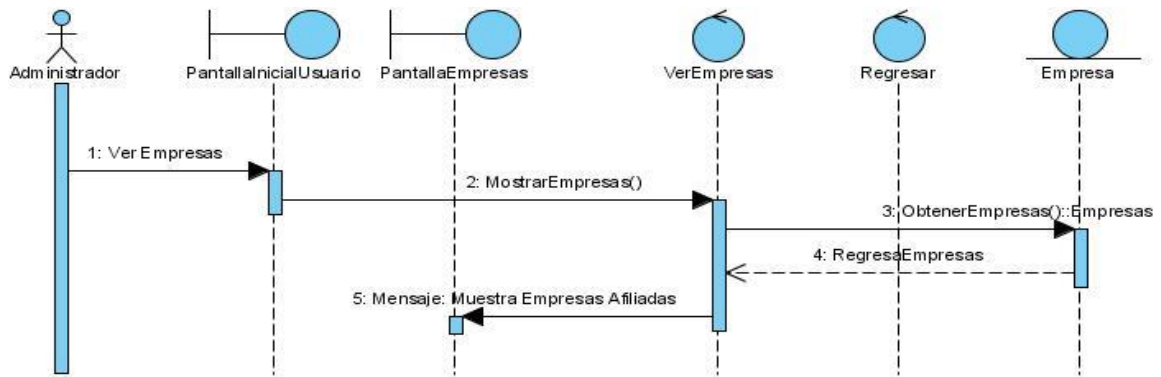 Administrador
PantallaInicialUsuario
PantallaEmpresas
VerEmpresas
Regresar
Empresa
1: Ver Empresas
2: MostrarEmpresas()
3: ObtenerEmpresas()::Empresas
4: RegresaEmpresas
5: Mensaje: Muestra Empresas Afiliadas